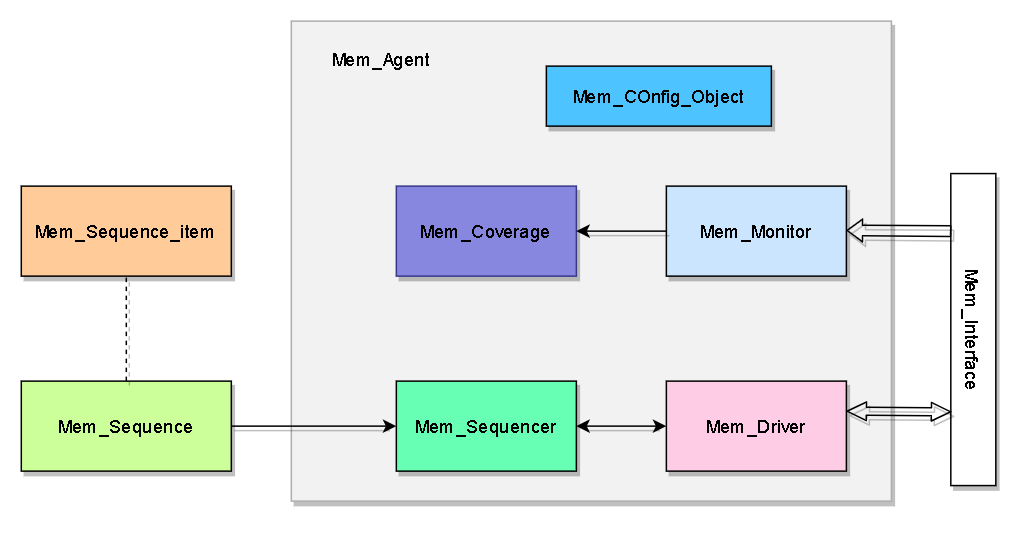 Mem_Agent
Mem_COnfig_Object
Mem_Sequence_item
Mem_Coverage
Mem_Monitor
Mem_Interface
Mem_Sequence
Mem_Sequencer
Mem_Driver